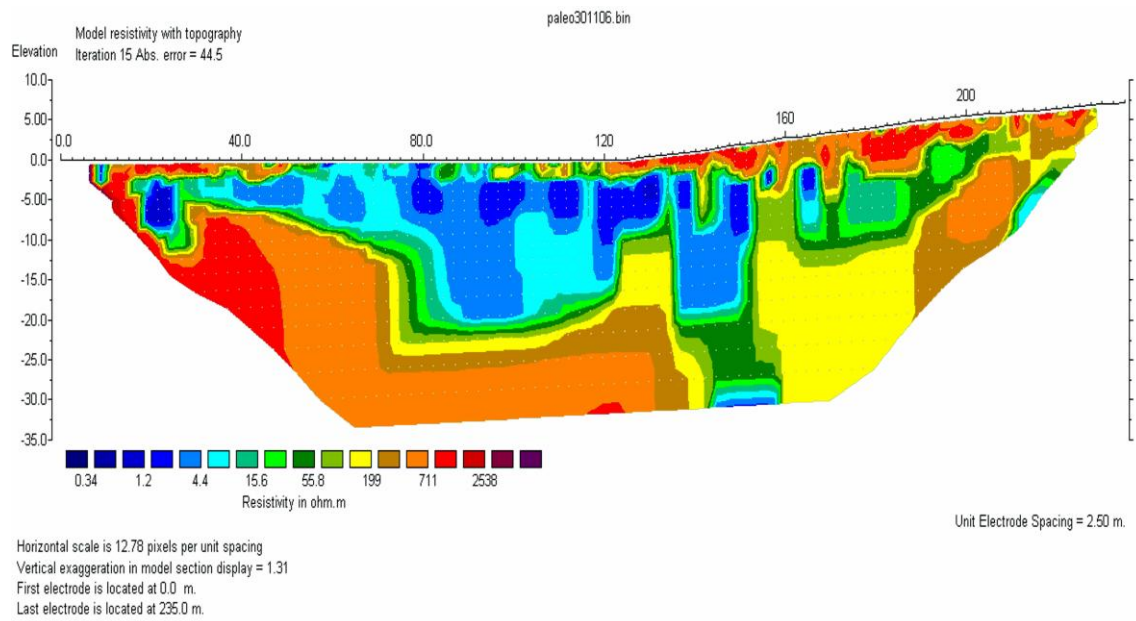 paleo301106.bin
Model resistivity with topography
Elevation
Iteration 15 Abs. error = 44.5
10.0
5.00
0.0
-5.00
-10.0
-15.0
-20.0
-25.0
-30.0
-35.0
0.0 40.0 80.0 120 160 200
0.34 1.2 4.4 15.6 55.8 199 711 2538
Resistivity in ohm.m
Unit Electrode Spacing = 2.50 m.
Horizontal scale is 12.78 pixels per unit spacing
Vertical exaggeration in model section display = 1.31
First electrode is located at 0.0 m.
Last electrode is located at 235.0 m.